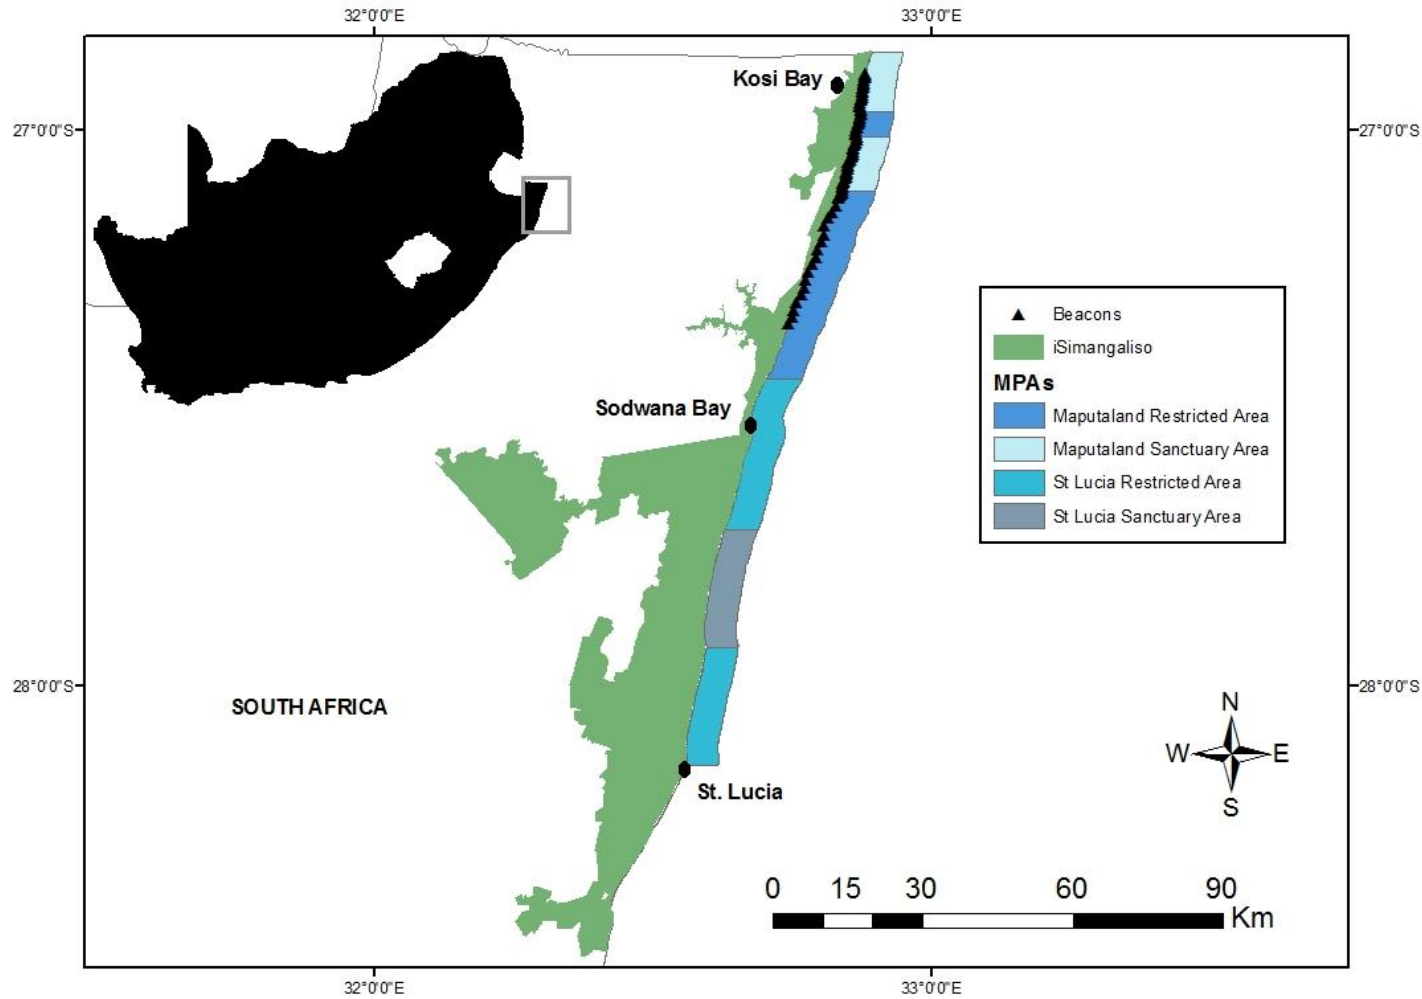 32°0'0"E 33°0'0"E
Kosi Bay
27°0'0"S 27°0'0"S
Beacons
iSimangaliso
MPAs
Maputaland Restricted Area
Maputaland Sanctuary Area
St Lucia Restricted Area
St Lucia Sanctuary Area
Sodwana Bay
28°0'0"S 28°0'0"S
SOUTH AFRICA
N
W E
S
St. Lucia
0 15 30 60 90
Km
32°0'0"E 33°0'0"E